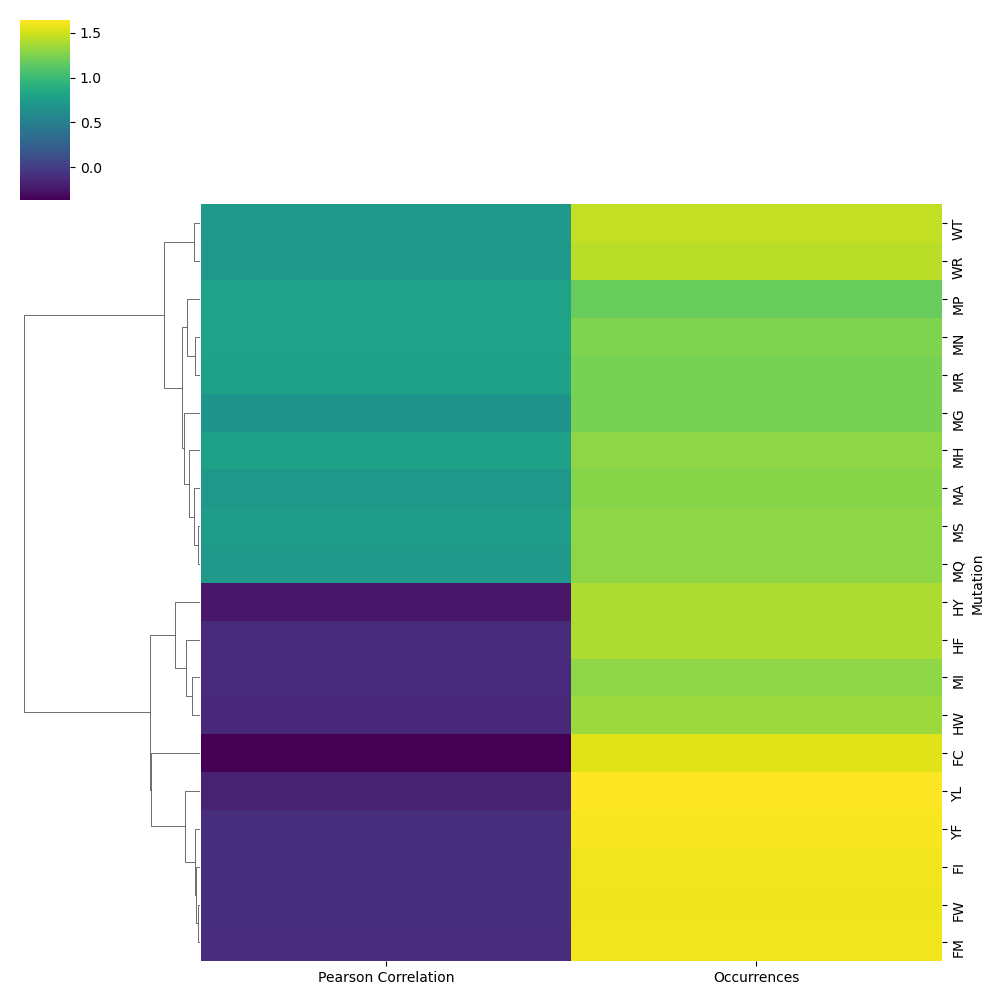 1.5
1.0
0.5
0.0
WT
WR
MP
MN
MR
MG
MH
MA
MS
MQ
HY
HF
MI
HW
FC
YL
YF
FI
FW
FM
Mutation
Pearson Correlation
Occurrences